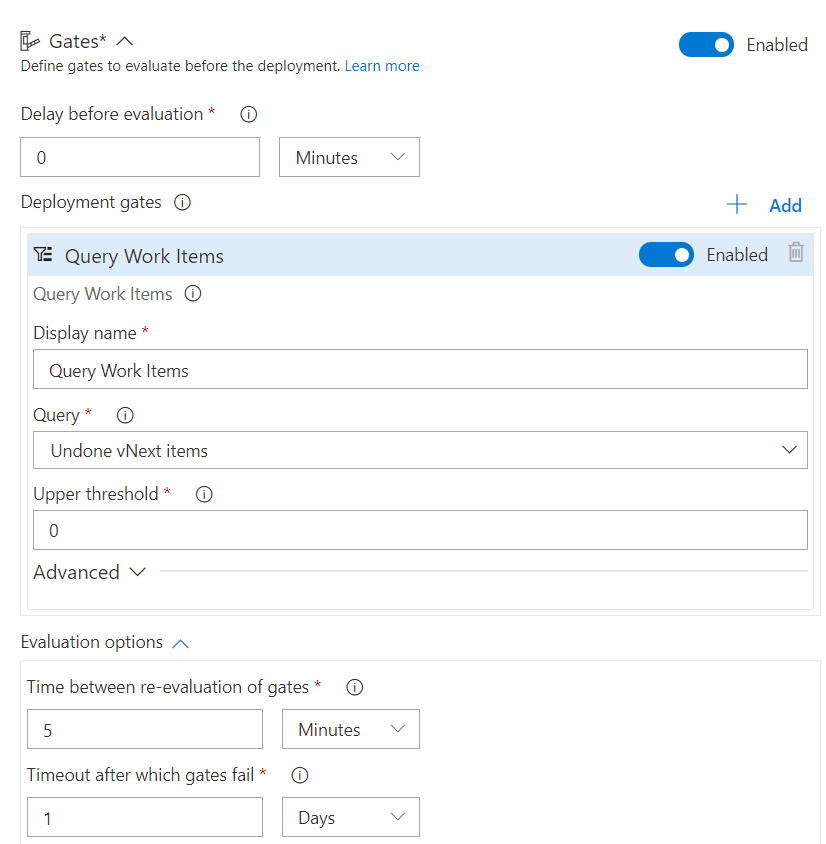 Gates*
Enabled
Define gates to evaluate before the deployment. Learn more
Delay before evaluation *
0
Minutes
Deployment gates
Add
Query Work Items
Enabled
Query Work Items
Display name *
Query Work Items
Query *
Undone vNext items
Upper threshold *
0
Advanced
Evaluation options
Time between re-evaluation of gates *
5
Minutes
Timeout after which gates fail *
1
Days